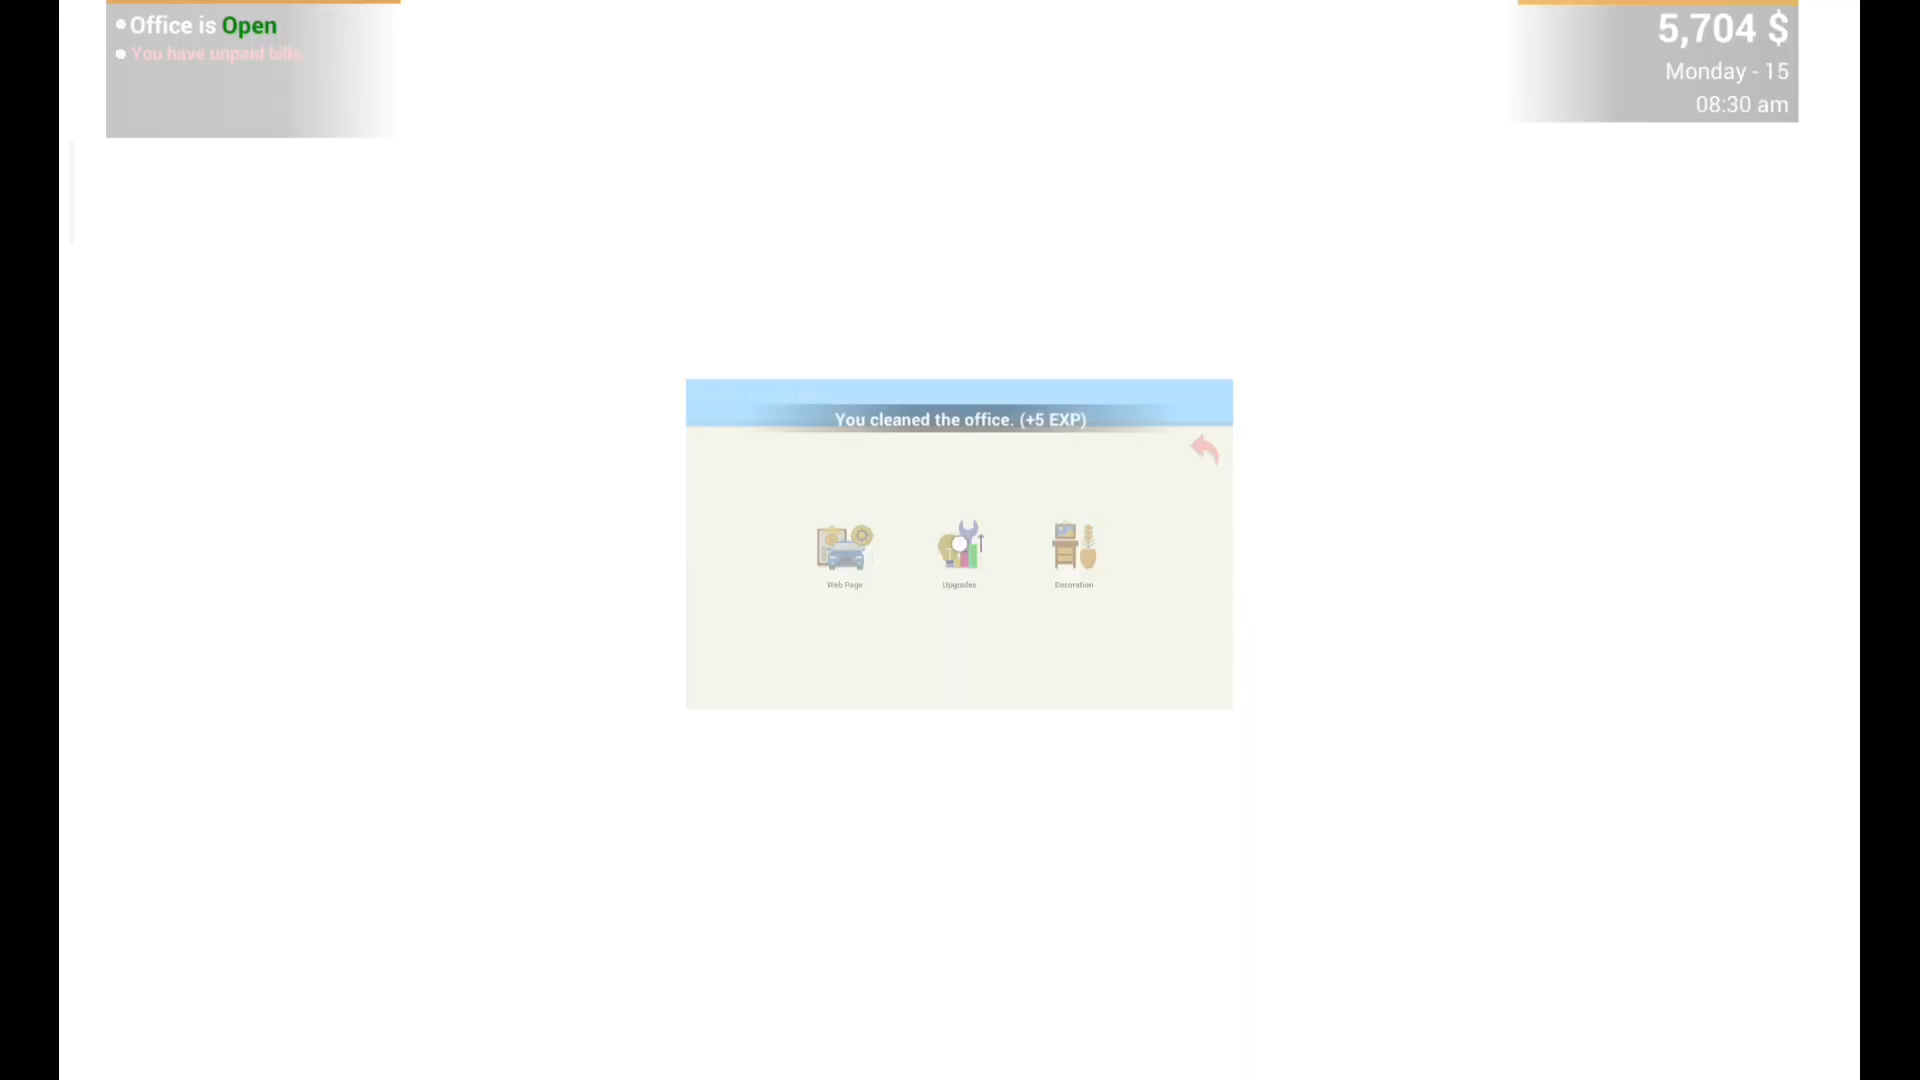 Office is Open
You have unpaid bills
5,704 $
Monday - 15
08:30 am
You cleaned the office. (+5 EXP)
Web Page
Upgrades
Decoration